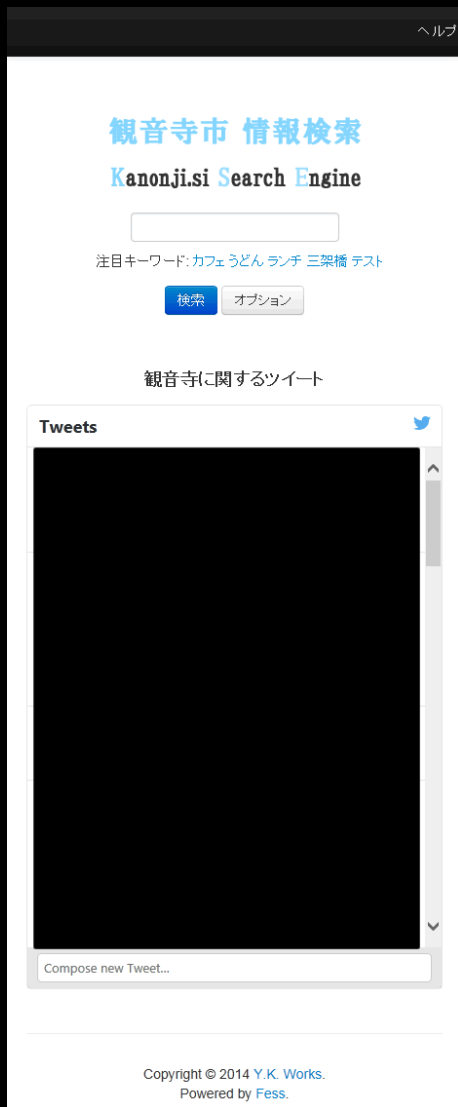 ヘルプ
観音寺市 情報検索
Kanonji.si Search Engine
注目キーワード: カフェ うどん ランチ 三架橋 テスト
検索 オプション
観音寺に関するツイート
Tweets
Compose new Tweet...
Copyright © 2014 Y.K. Works.
Powered by Fess.